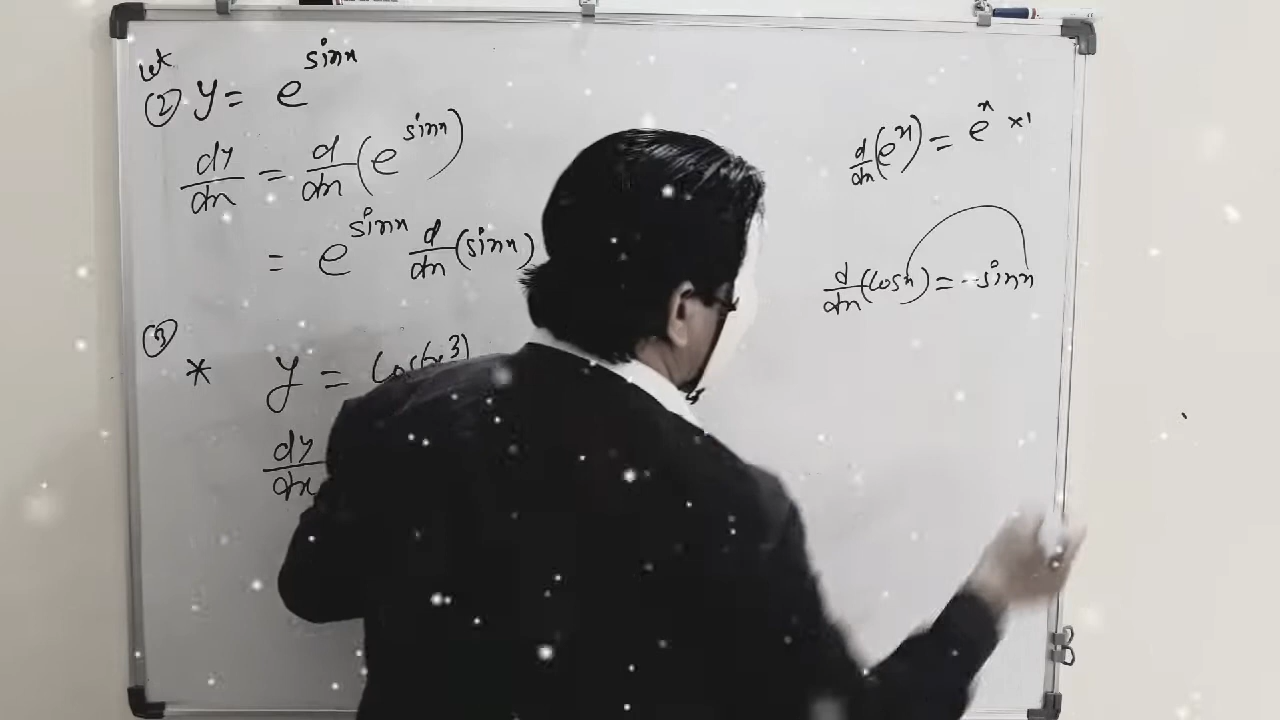 Let
(2) y = e^sinx
dy/dx = d/dx (e^sinx)
= e^sinx d/dx (sinx)
(3)
* y = cos(x^3)
dy/dx
d/dx (e^x) = e^x ×1
d/dx (cosx) = -sinx